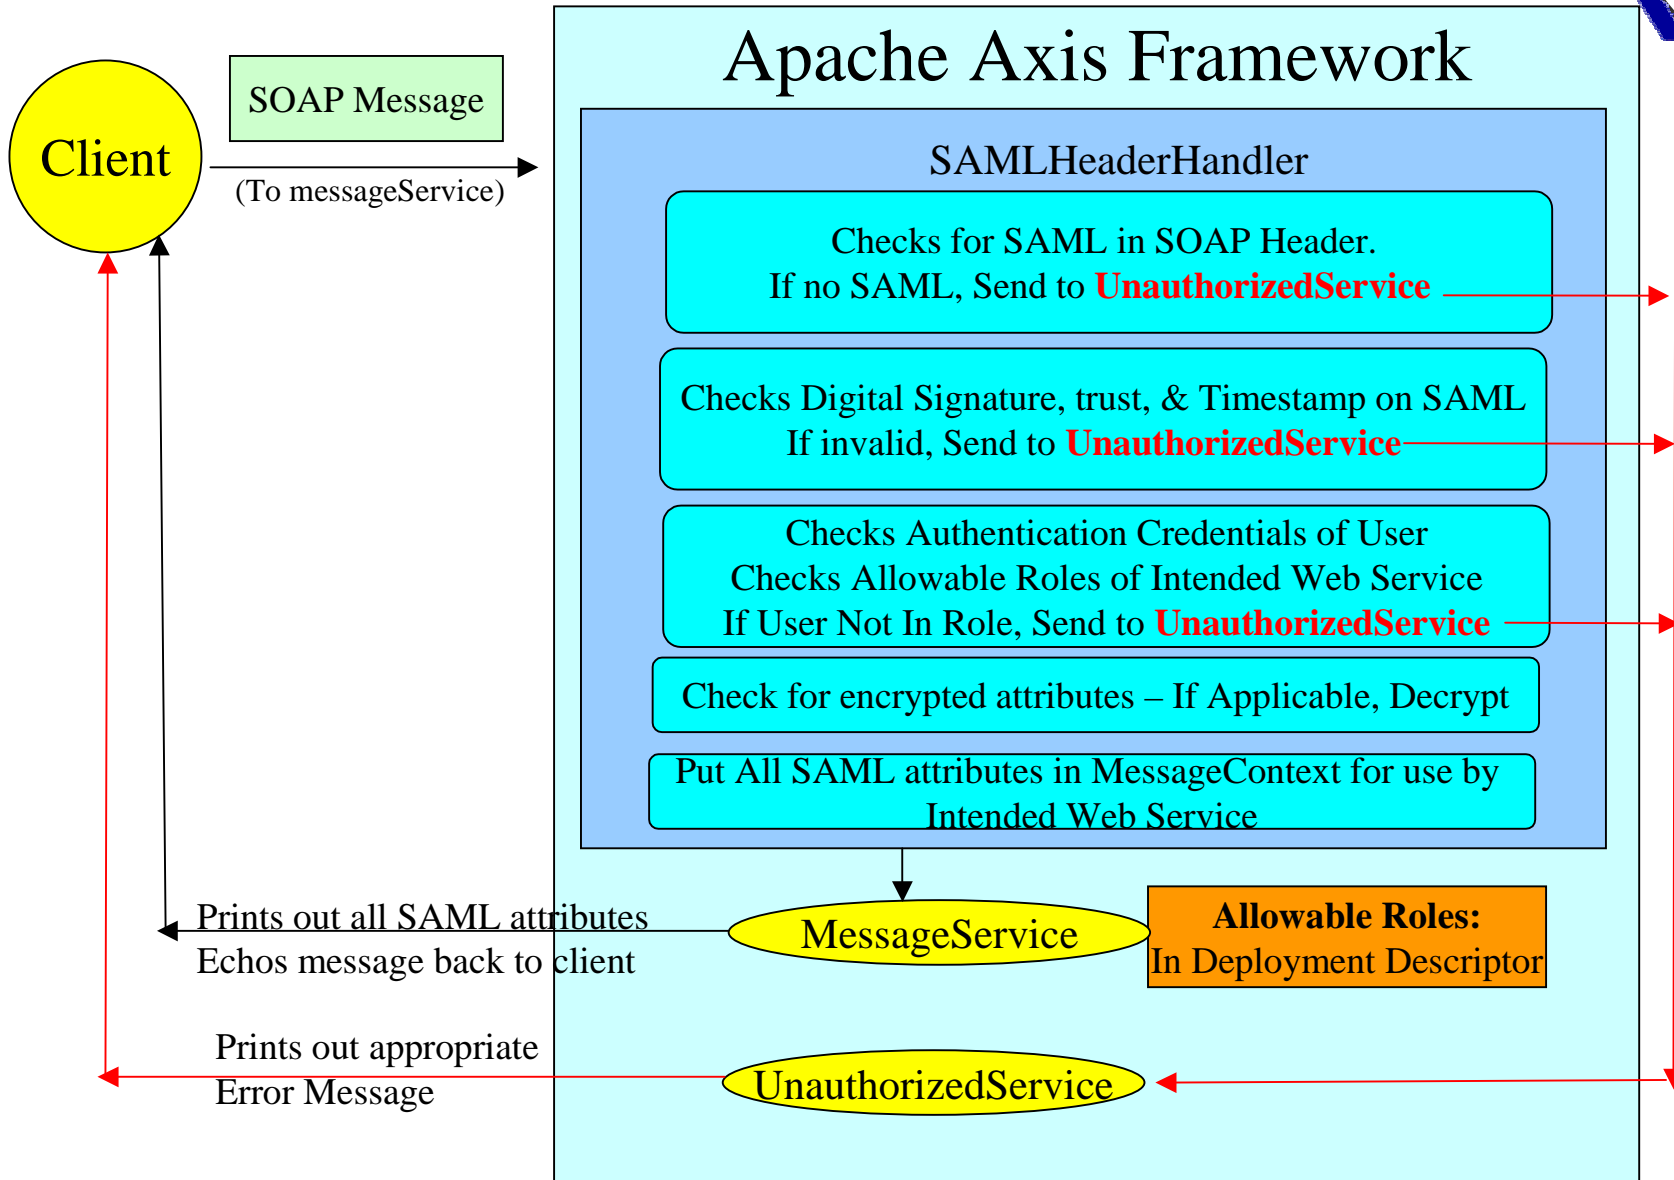 Apache Axis Framework
SOAP Message
Client
(To messageService)
SAMLHeaderHandler
Checks for SAML in SOAP Header.
If no SAML, Send to UnauthorizedService
Checks Digital Signature, trust, & Timestamp on SAML
If invalid, Send to UnauthorizedService
Checks Authentication Credentials of User
Checks Allowable Roles of Intended Web Service
If User Not In Role, Send to UnauthorizedService
Check for encrypted attributes – If Applicable, Decrypt
Put All SAML attributes in MessageContext for use by
Intended Web Service
Prints out all SAML attributes
Echos message back to client
MessageService
Allowable Roles:
In Deployment Descriptor
Prints out appropriate
Error Message
UnauthorizedService